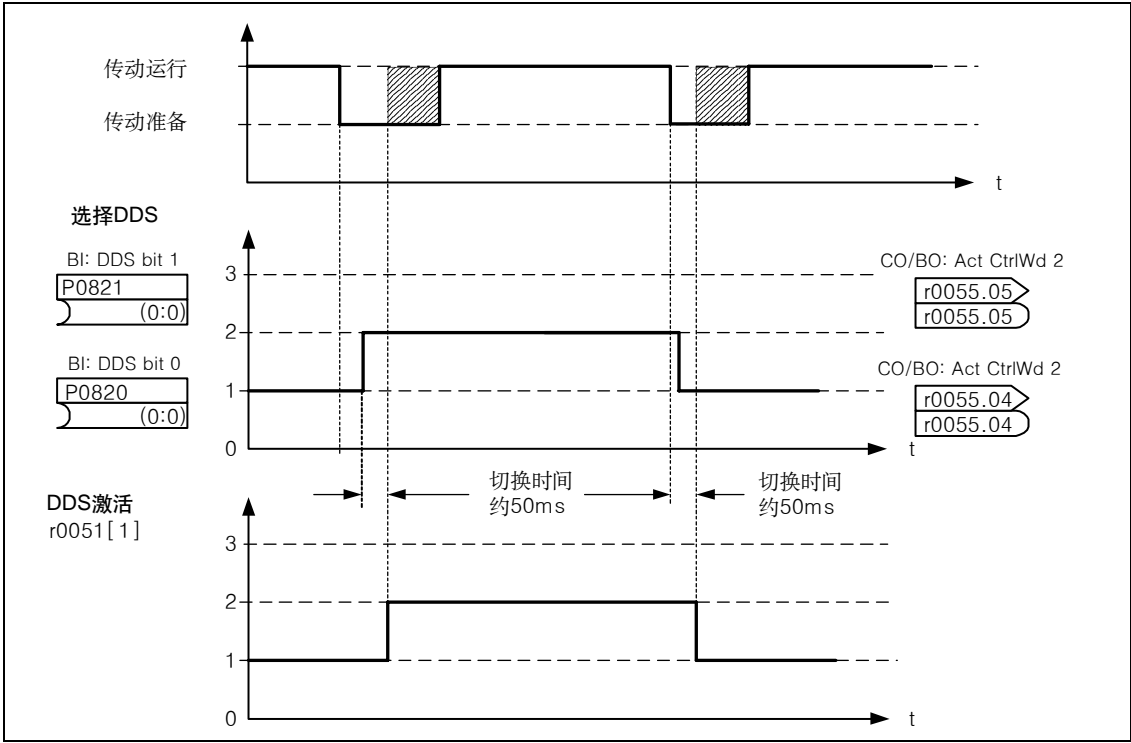 传动运行
传动准备
t
选择DDS
BI: DDS bit 1
P0821
(0:0)
BI: DDS bit 0
P0820
(0:0)
3
2
1
0
t
CO/BO: Act CtrlWd 2
r0055.05
r0055.05
CO/BO: Act CtrlWd 2
r0055.04
r0055.04
切换时间
约50ms
切换时间
约50ms
DDS激活
r0051[1]
3
2
1
0
t